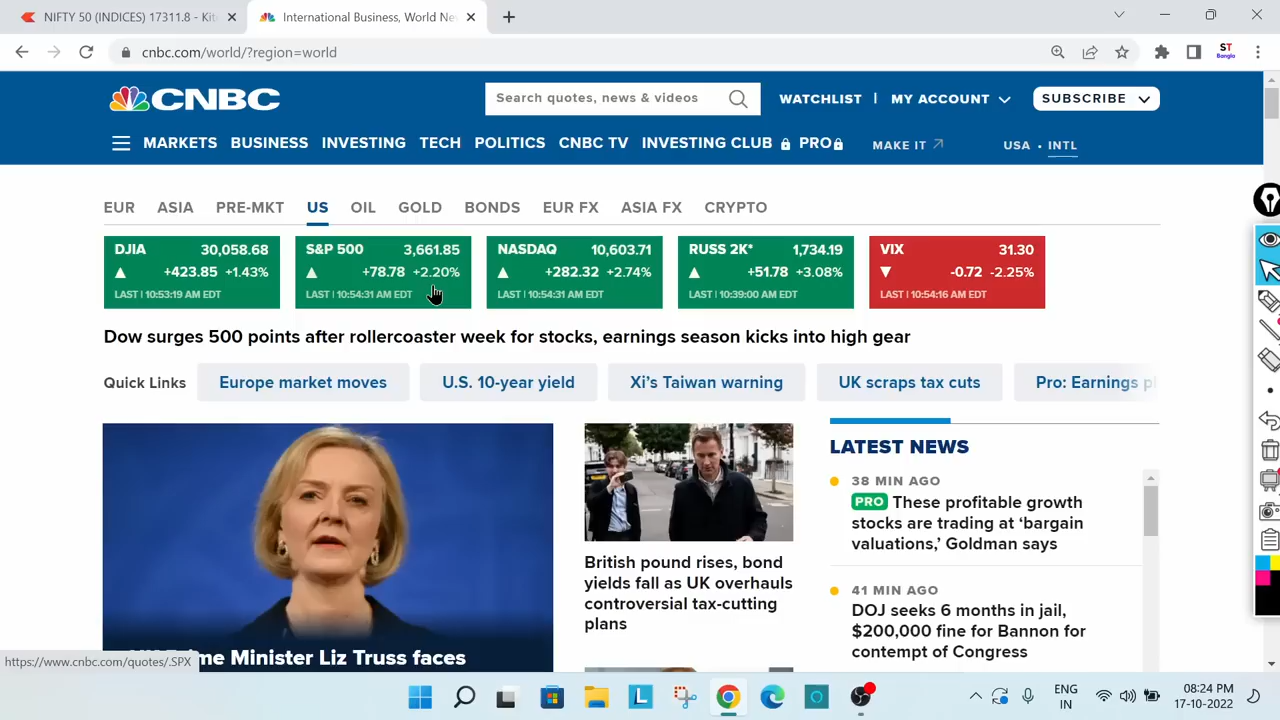 NIFTY 50 (INDICES) 17311.8 - Kit
International Business, World Ne
cnbc.com/world/?region=world
ST
Bangla
CNBC
Search quotes, news & videos
WATCHLIST | MY ACCOUNT
SUBSCRIBE
MARKETS BUSINESS INVESTING TECH POLITICS CNBC TV INVESTING CLUB PRO MAKE IT USA • INTL
EUR ASIA PRE-MKT US OIL GOLD BONDS EUR FX ASIA FX CRYPTO
DJIA 30,058.68
+423.85 +1.43%
LAST | 10:53:19 AM EDT
S&P 500 3,661.85
+78.78 +2.20%
LAST | 10:54:31 AM EDT
NASDAQ 10,603.71
+282.32 +2.74%
LAST | 10:54:31 AM EDT
RUSS 2K* 1,734.19
+51.78 +3.08%
LAST | 10:39:00 AM EDT
VIX 31.30
-0.72 -2.25%
LAST | 10:54:16 AM EDT
Dow surges 500 points after rollercoaster week for stocks, earnings season kicks into high gear
Quick Links Europe market moves U.S. 10-year yield Xi's Taiwan warning UK scraps tax cuts Pro: Earnings p
British pound rises, bond
yields fall as UK overhauls
controversial tax-cutting
plans
LATEST NEWS
38 MIN AGO
PRO These profitable growth
stocks are trading at ‘bargain
valuations,’ Goldman says
41 MIN AGO
DOJ seeks 6 months in jail,
$200,000 fine for Bannon for
contempt of Congress
Prime Minister Liz Truss faces
https://www.cnbc.com/quotes/.SPX
ENG
IN
08:24 PM
17-10-2022